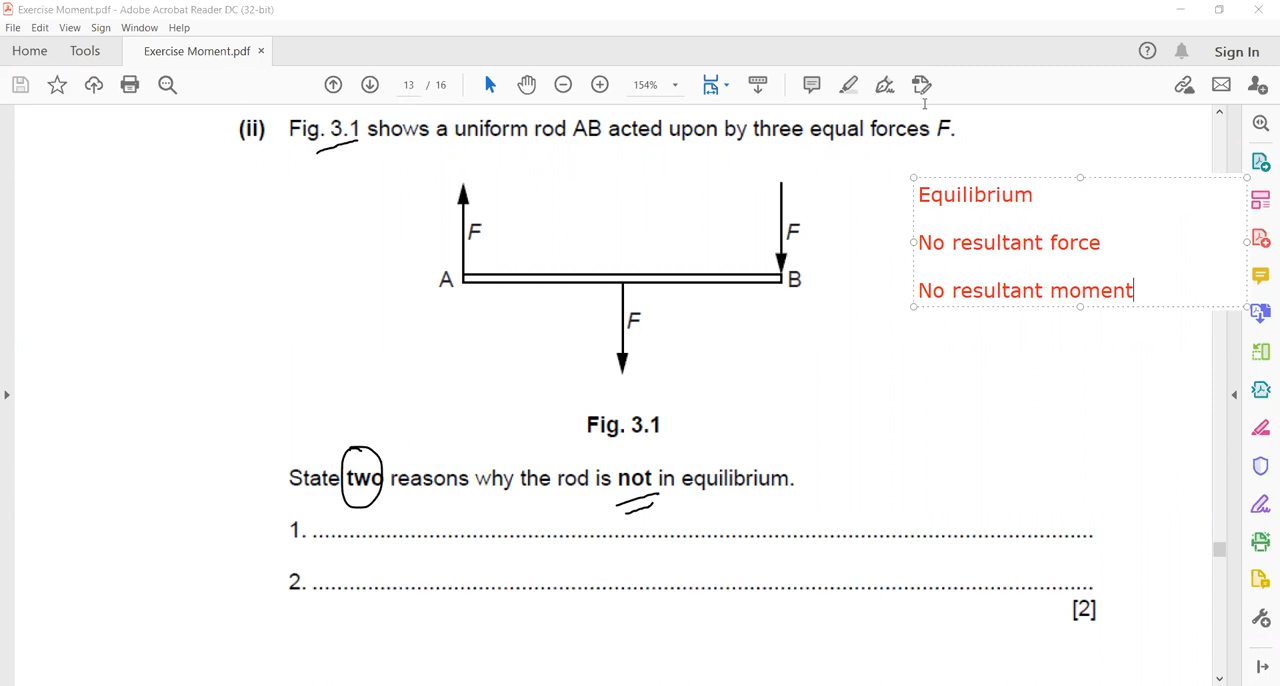 Exercise Moment.pdf - Adobe Acrobat Reader DC (32-bit)
File Edit View Sign Window Help
Home Tools Exercise Moment.pdf × Sign In
13 / 16 154%
(ii) Fig. 3.1 shows a uniform rod AB acted upon by three equal forces F.
Equilibrium
F F
No resultant force
A B
No resultant moment
F
Fig. 3.1
State two reasons why the rod is not in equilibrium.
1. ....................................................................................................
2. ....................................................................................................
[2]